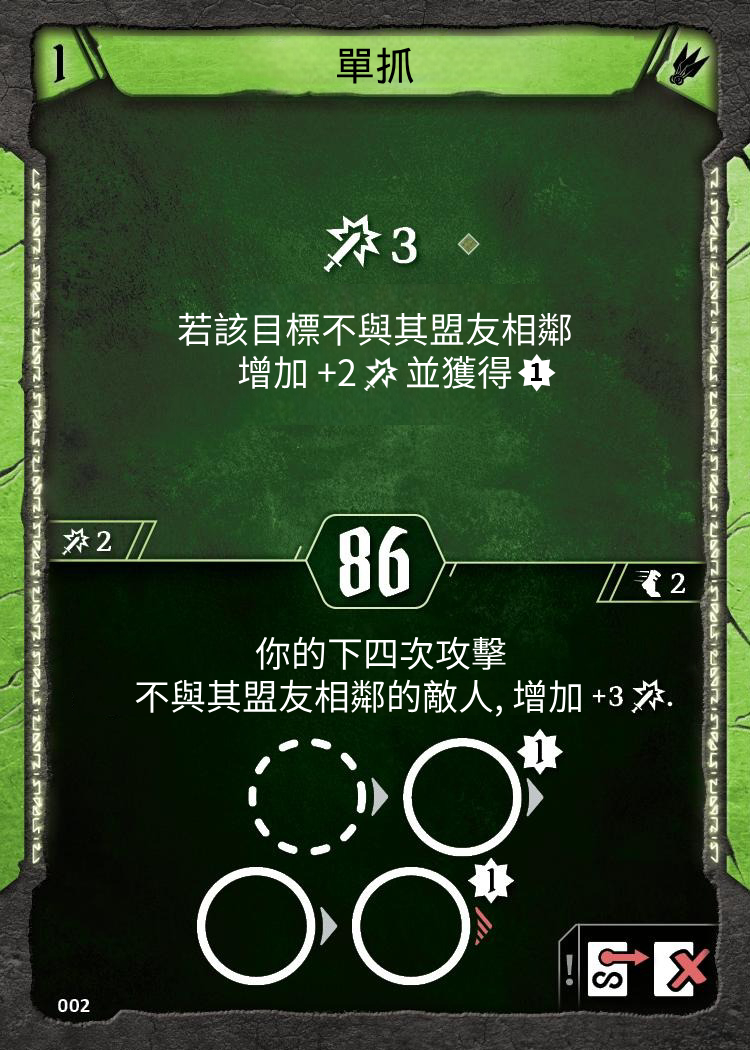 1
單抓
3
若該目標不與其盟友相鄰
增加 +2 並獲得 1
2
86
2
你的下四次攻擊
不與其盟友相鄰的敵人, 增加 +3 .
1
1
!
002